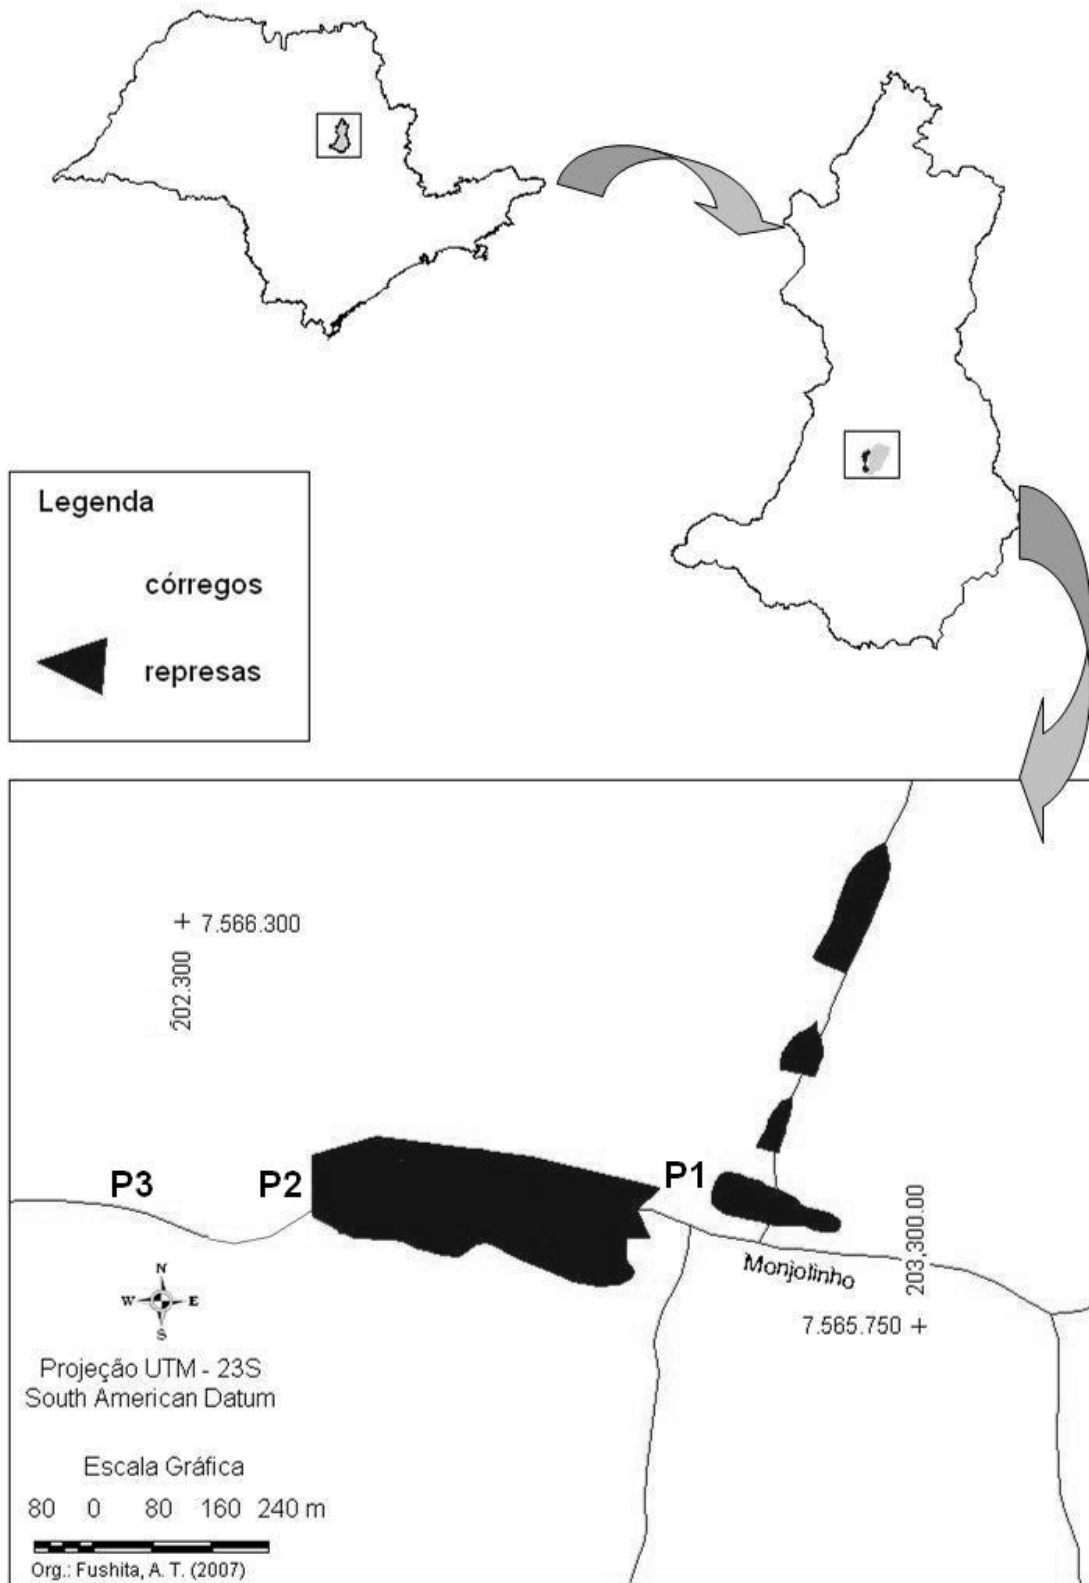 Legenda
córregos
represas
7.566.300
202.300
P3
P2
P1
Monjolinho
203.300.00
7.565.750
N
W E
S
Projeção UTM - 23S
South American Datum
Escala Gráfica
80 0 80 160 240 m
Org.: Fushita, A. T. (2007)